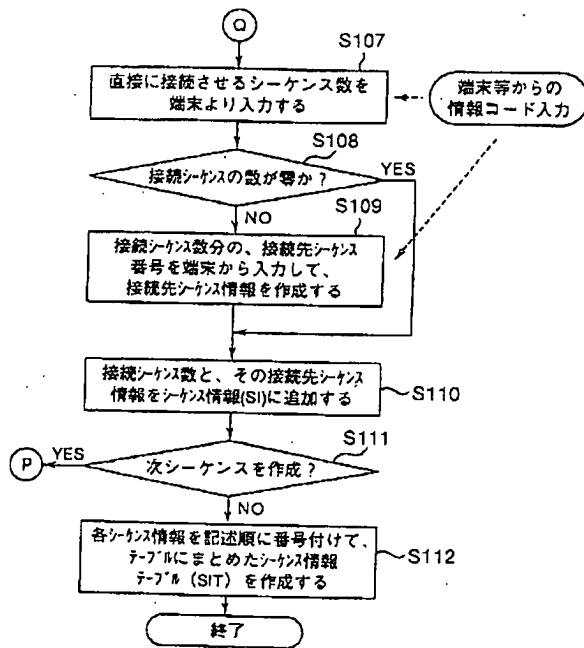 Q
S107
直接に接続させるシーケンス数を
端末より入力する
端末等からの
情報コード入力
S108
接続シーケンスの数が零か？
YES
NO
S109
接続シーケンス数分の、接続先シーケンス
番号を端末から入力して、
接続先シーケンス情報を作成する
接続シーケンス数と、その接続先シーケンス
情報をシーケンス情報(SI)に追加する
S110
S111
P
YES
次シーケンスを作成？
NO
各シーケンス情報を記述順に番号付けて、
テーブルにまとめたシーケンス情報
テーブル（SIT）を作成する
S112
終了